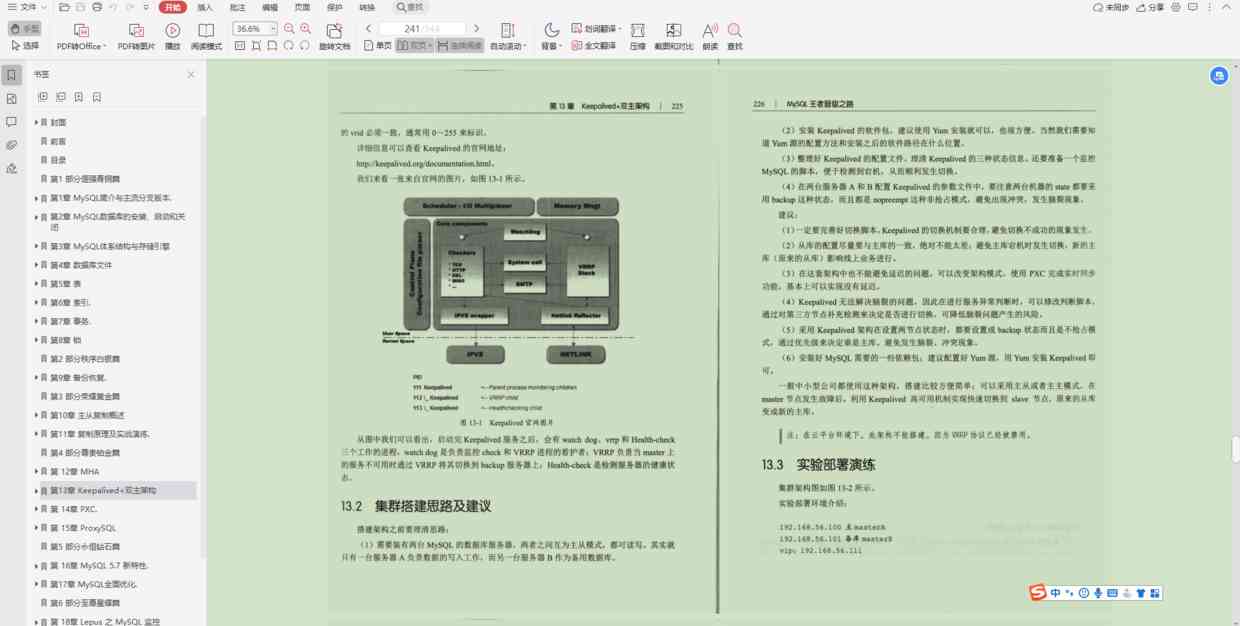 文件
开始
插入
批注
编辑
页面
保护
转换
查找
未同步
分享
手型
选择
PDF转Office
PDF转图片
播放
阅读模式
36.6%
旋转文档
241/344
单页
双页
连续阅读
自动滚动
背景
划词翻译
全文翻译
压缩
截图和对比
朗读
查找
书签
封面
前言
目录
第1 部分倔强青铜篇
第1章 MySQL简介与主流分支版本.
第2章 MySQL数据库的安装、启动和关
闭
第3章 MySQL体系结构与存储引擎
第4章 数据库文件
第5章 表
第6章 索引.
第7章 事务.
第8章 锁
第2 部分秩序白银篇
第9章 备份恢复.
第3 部分荣耀黄金篇
第10章 主从复制概述
第11章 复制原理及实战演练.
第4 部分尊贵铂金篇
第 12章 MHA
第13章 Keepalived+双主架构
第 14章 PXC.
第 15章 ProxySQL
第5 部分永恒钻石篇
第 16章 MySQL 5.7 新特性.
第17章 MySQL全面优化.
第6 部分至尊星耀篇
第 18章 Lepus 之 MySQL 监控
第 13 章 Keepalived+双主架构 | 225
的 vrid 必须一致，通常用 0～255 来标识。
详细信息可以查看 Keepalived 的官网地址：
http://keepalived.org/documentation.html。
我们来看一张来自官网的图片，如图 13-1 所示。
Scheduler - I/O Multiplexer
Memory Mngt
Control Plane
Configuration file parser
Core components
WatchDog
Checkers
* TCP
* HTTP
* SSL
* MISC
* ...
System call
SMTP
VRRP
Stack
IPVS wrapper
Netlink Reflector
User Space
Kernel Space
IPVS
NETLINK
PID
111 Keepalived <-- Parent process monitoring children
112 \_ Keepalived <-- VRRP child
113 \_ Keepalived <-- Healthchecking child
图 13-1 Keepalived 官网图片
从图中我们可以看出，启动完 Keepalived 服务之后，会有 watch dog、vrrp 和 Health-check
三个工作的进程，watch dog 是负责监控 check 和 VRRP 进程的看护者；VRRP 负责当 master 上
的服务不可用时通过 VRRP 将其切换到 backup 服务器上；Health-check 是检测服务器的健康状
态。
13.2 集群搭建思路及建议
搭建架构之前要理清思路：
（1）需要装有两台 MySQL 的数据库服务器，两者之间互为主从模式，都可读写。其实就
只有一台服务器 A 负责数据的写入工作，而另一台服务器 B 作为备用数据库。
226 | MySQL 王者晋级之路
（2）安装 Keepalived 的软件包，建议使用 Yum 安装就可以，也很方便。当然我们需要知
道 Yum 源的配置方法和安装之后的软件路径在什么位置。
（3）整理好 Keepalived 的配置文件，理清 Keepalived 的三种状态信息。还要准备一个监控
MySQL 的脚本，便于检测到宕机，从而顺利发生切换。
（4）在两台服务器 A 和 B 配置 Keepalived 的参数文件中，要注意两台机器的 state 都要采
用 backup 这种状态，而且都是 nopreempt 这种非抢占模式，避免出现冲突，发生脑裂现象。
建议：
（1）一定要完善好切换脚本，Keepalived 的切换机制要合理，避免切换不成功的现象发生。
（2）从库的配置尽量要与主库的一致，绝对不能太差；避免主库宕机时发生切换，新的主
库（原来的从库）影响线上业务进行。
（3）在这套架构中也不能避免延迟的问题，可以改变架构模式，使用 PXC 完成实时同步
功能，基本上可以实现没有延迟。
（4）Keepalived 无法解决脑裂的问题，因此在进行服务异常判断时，可以修改判断脚本，
通过对第三方节点补充检测来决定是否进行切换，可降低脑裂问题产生的风险。
（5）采用 Keepalived 架构在设置两节点状态时，都要设置成 backup 状态而且是不抢占模
式，通过优先级来决定谁是主库。避免发生脑裂、冲突现象。
（6）安装好 MySQL 需要的一些依赖包；建议配置好 Yum 源，用 Yum 安装 Keepalived 即
可。
一般中小型公司都使用这种架构，搭建比较方便简单；可以采用主从或者主主模式，在
master 节点发生故障后，利用 Keepalived 高可用机制实现快速切换到 slave 节点，原来的从库
变成新的主库。
注：在云平台环境下，此架构不能搭建，因为 VRRP 协议已经被禁用。
13.3 实验部署演练
集群架构图如图 13-2 所示。
实验部署环境介绍：
192.168.56.100 主 masterA
192.168.56.101 备库 masterB
vip: 192.168.56.111
中